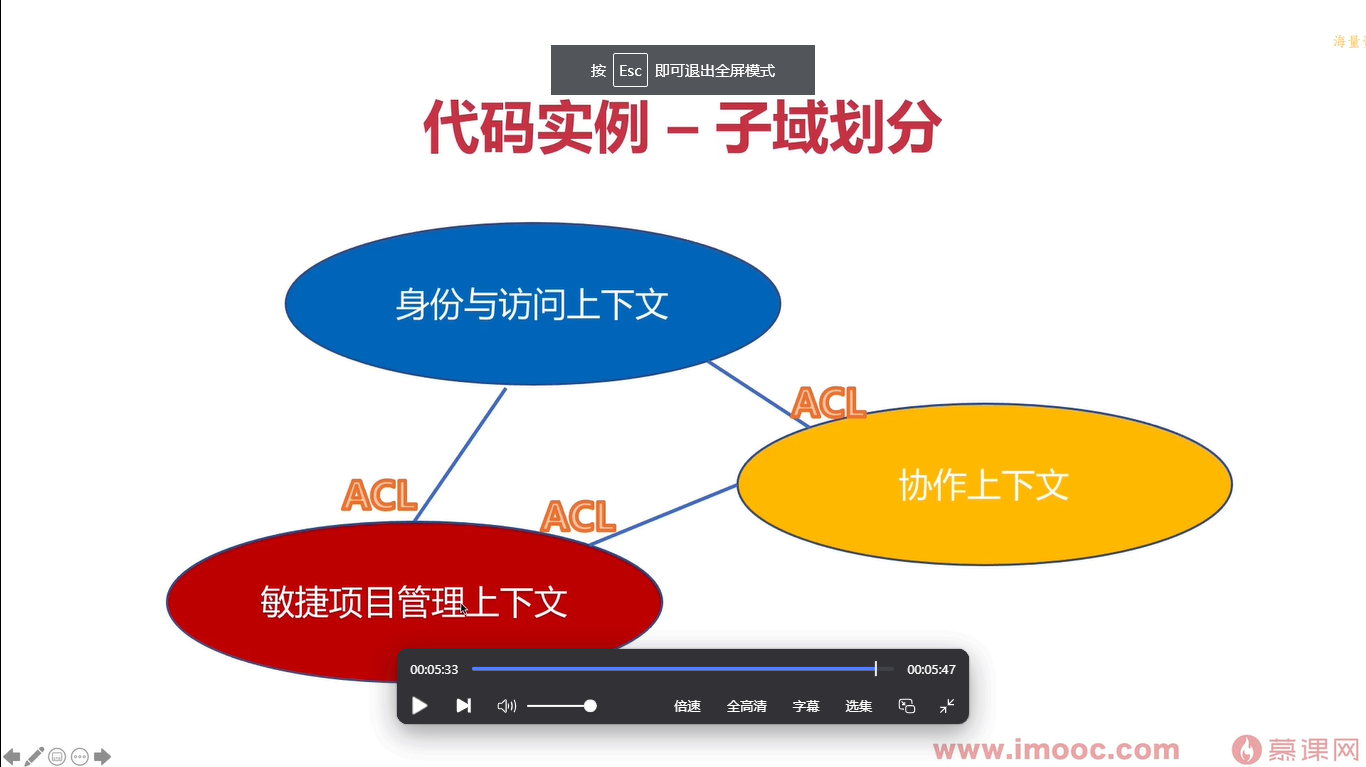 海量
按 Esc 即可退出全屏模式
代码实例 – 子域划分
身份与访问上下文
ACL
协作上下文
ACL
ACL
敏捷项目管理上下文
00:05:33
00:05:47
倍速
全高清
字幕
选集
www.imooc.com
慕课网